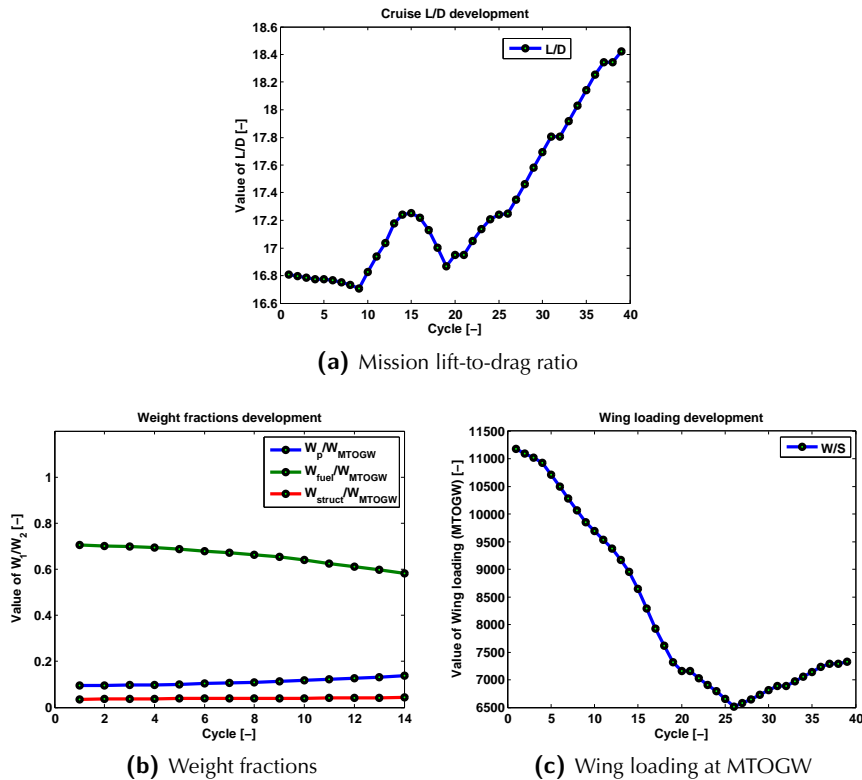 Cruise L/D development
18.6
18.4
18.2
18
17.8
17.6
17.4
17.2
17
16.8
16.6
Value of L/D [–]
L/D
0 5 10 15 20 25 30 35 40
Cycle [–]
(a) Mission lift-to-drag ratio
Weight fractions development
1
0.8
0.6
0.4
0.2
0
Value of W1/W2 [–]
Wp/WMTOGW
Wfuel/WMTOGW
Wstruct/WMTOGW
0 2 4 6 8 10 12 14
Cycle [–]
(b) Weight fractions
Wing loading development
11500
11000
10500
10000
9500
9000
8500
8000
7500
7000
6500
Value of Wing loading (MTOGW) [–]
W/S
0 5 10 15 20 25 30 35 40
Cycle [–]
(c) Wing loading at MTOGW